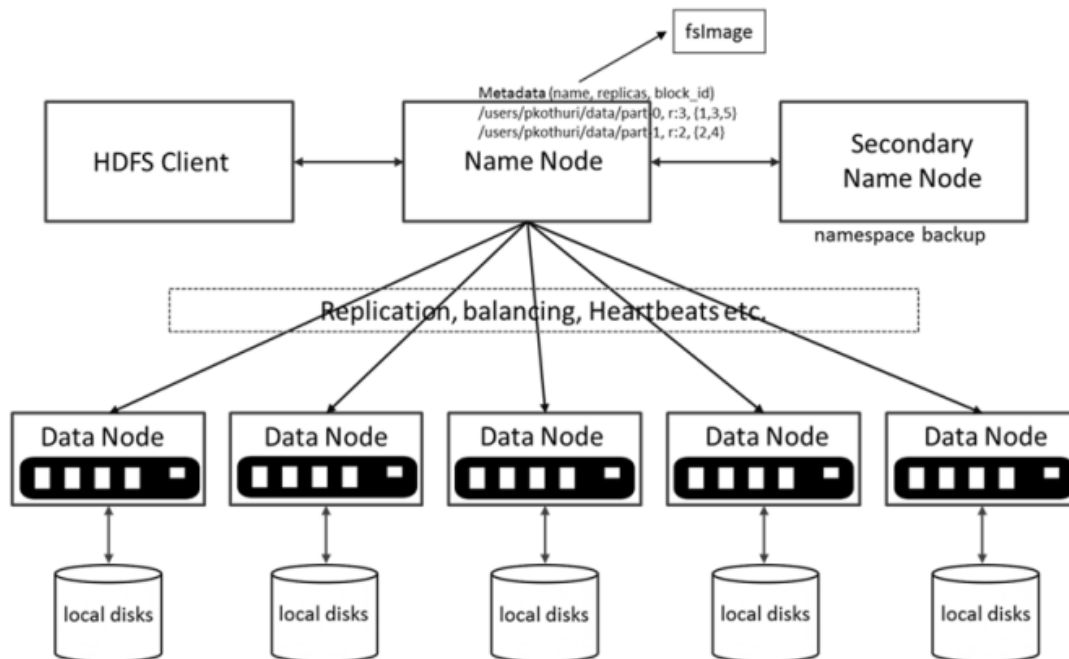 fsImage
Metadata (name, replicas, block_id)
/users/pkothuri/data/part-0, r:3, {1,3,5}
/users/pkothuri/data/part-1, r:2, {2,4}
HDFS Client
Name Node
Secondary
Name Node
namespace backup
Replication, balancing, Heartbeats etc.
Data Node
Data Node
Data Node
Data Node
Data Node
local disks
local disks
local disks
local disks
local disks